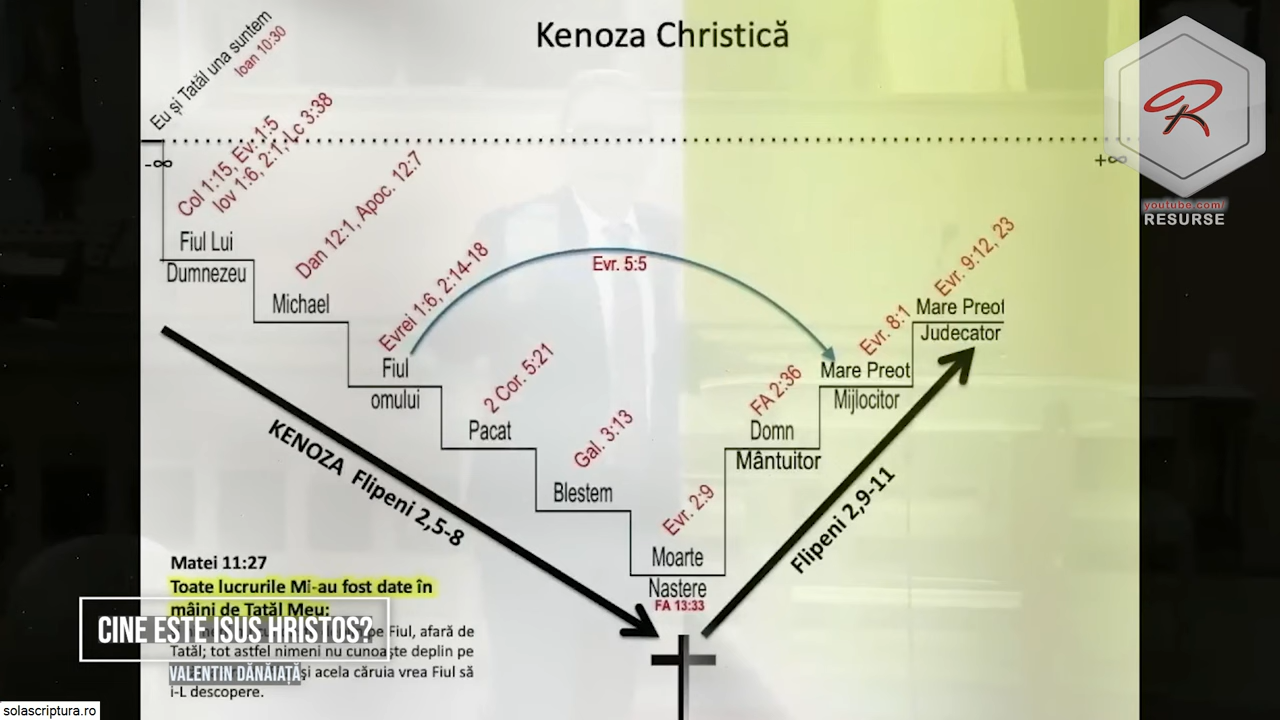 Kenoza Christică
Eu și Tatăl una suntem
Ioan 10:30
-∞
+∞
Col 1:15, Ev 1:5
Iov 1:6, 2:1, Lc 3:38
Fiul Lui
Dumnezeu
Dan 12:1, Apoc. 12:7
Michael
Evrei 1:6, 2:14-18
Fiul
omului
Evr. 5:5
2 Cor. 5:21
Pacat
Gal. 3:13
Blestem
Evr. 2:9
Moarte
Nastere
FA 13:33
FA 2:36
Domn
Mântuitor
Evr. 8:1
Mare Preot
Mijlocitor
Evr. 9:12, 23
Mare Preot
Judecator
KENOZA Flipeni 2,5-8
Flipeni 2,9-11
Matei 11:27
Toate lucrurile Mi-au fost date în
mâini de Tatăl Meu:
pe Fiul, afară de
Tatăl; tot astfel nimeni nu cunoaște deplin pe
și acela căruia vrea Fiul să
i-L descopere.
CINE ESTE ISUS HRISTOS?
VALENTIN DĂNĂIAȚĂ
solascriptura.ro
R
youtube.com/
RESURSE